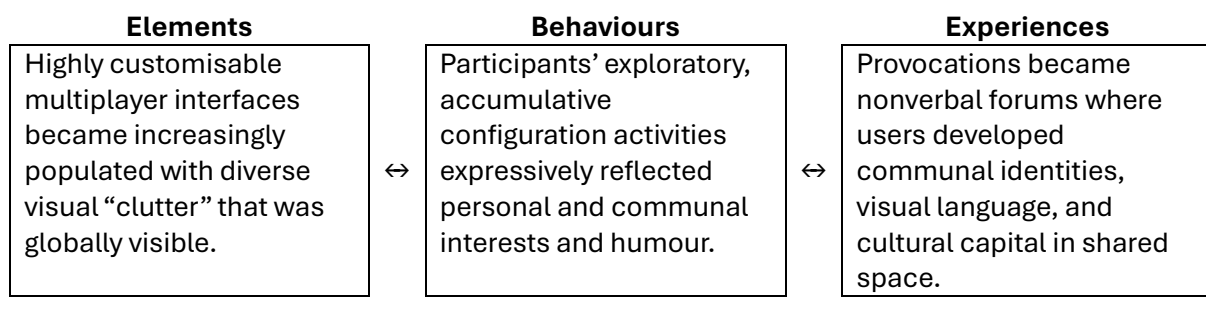 Elements
Highly customisable
multiplayer interfaces
became increasingly
populated with diverse
visual “clutter” that was
globally visible.
↔
Behaviours
Participants’ exploratory,
accumulative
configuration activities
expressively reflected
personal and communal
interests and humour.
↔
Experiences
Provocations became
nonverbal forums where
users developed
communal identities,
visual language, and
cultural capital in shared
space.